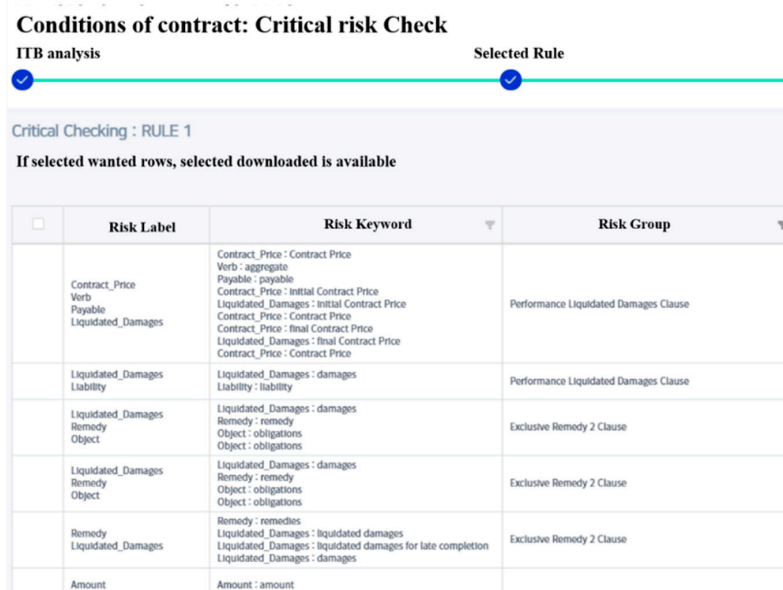 Conditions of contract: Critical risk Check
ITB analysis
Selected Rule
Critical Checking : RULE 1
If selected wanted rows, selected downloaded is available
Risk Label
Risk Keyword
Risk Group
Contract_Price
Verb
Payable
Liquidated_Damages
Contract_Price : Contract Price
Verb : aggregate
Payable : payable
Contract_Price : Initial Contract Price
Liquidated_Damages : Initial Contract Price
Contract_Price : Contract Price
Contract_Price : final Contract Price
Liquidated_Damages : final Contract Price
Contract_Price : Contract Price
Performance Liquidated Damages Clause
Liquidated_Damages
Liability
Liquidated_Damages : damages
Liability : liability
Performance Liquidated Damages Clause
Liquidated_Damages
Remedy
Object
Liquidated_Damages : damages
Remedy : remedy
Object : obligations
Object : obligations
Exclusive Remedy 2 Clause
Liquidated_Damages
Remedy
Object
Liquidated_Damages : damages
Remedy : remedy
Object : obligations
Object : obligations
Exclusive Remedy 2 Clause
Remedy
Liquidated_Damages
Remedy : remedies
Liquidated_Damages : liquidated damages
Liquidated_Damages : liquidated damages for late completion
Liquidated_Damages : damages
Exclusive Remedy 2 Clause
Amount
Amount : amount